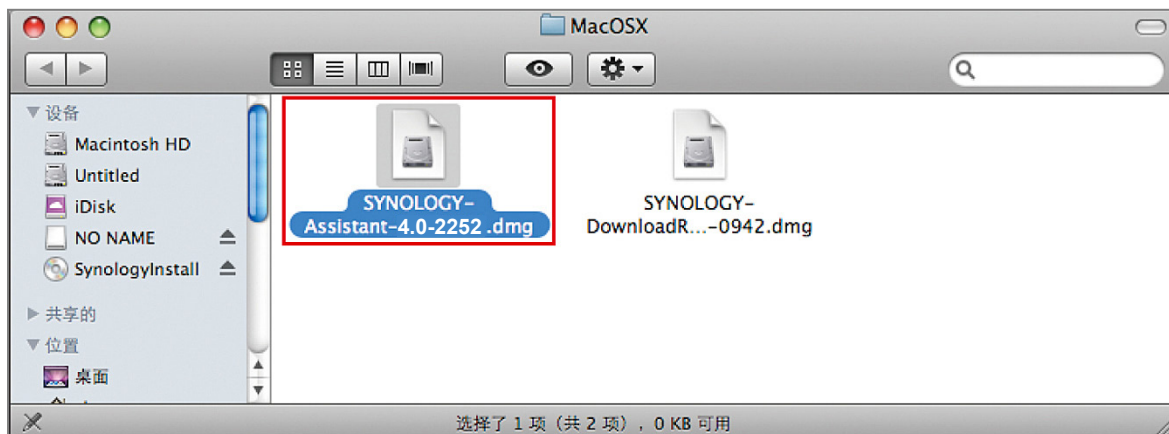 MacOSX
设备
Macintosh HD
Untitled
iDisk
NO NAME
SynologyInstall
共享的
位置
桌面
SYNOLOGY-
Assistant-4.0-2252 .dmg
SYNOLOGY-
DownloadR...-0942.dmg
选择了 1 项（共 2 项）, 0 KB 可用